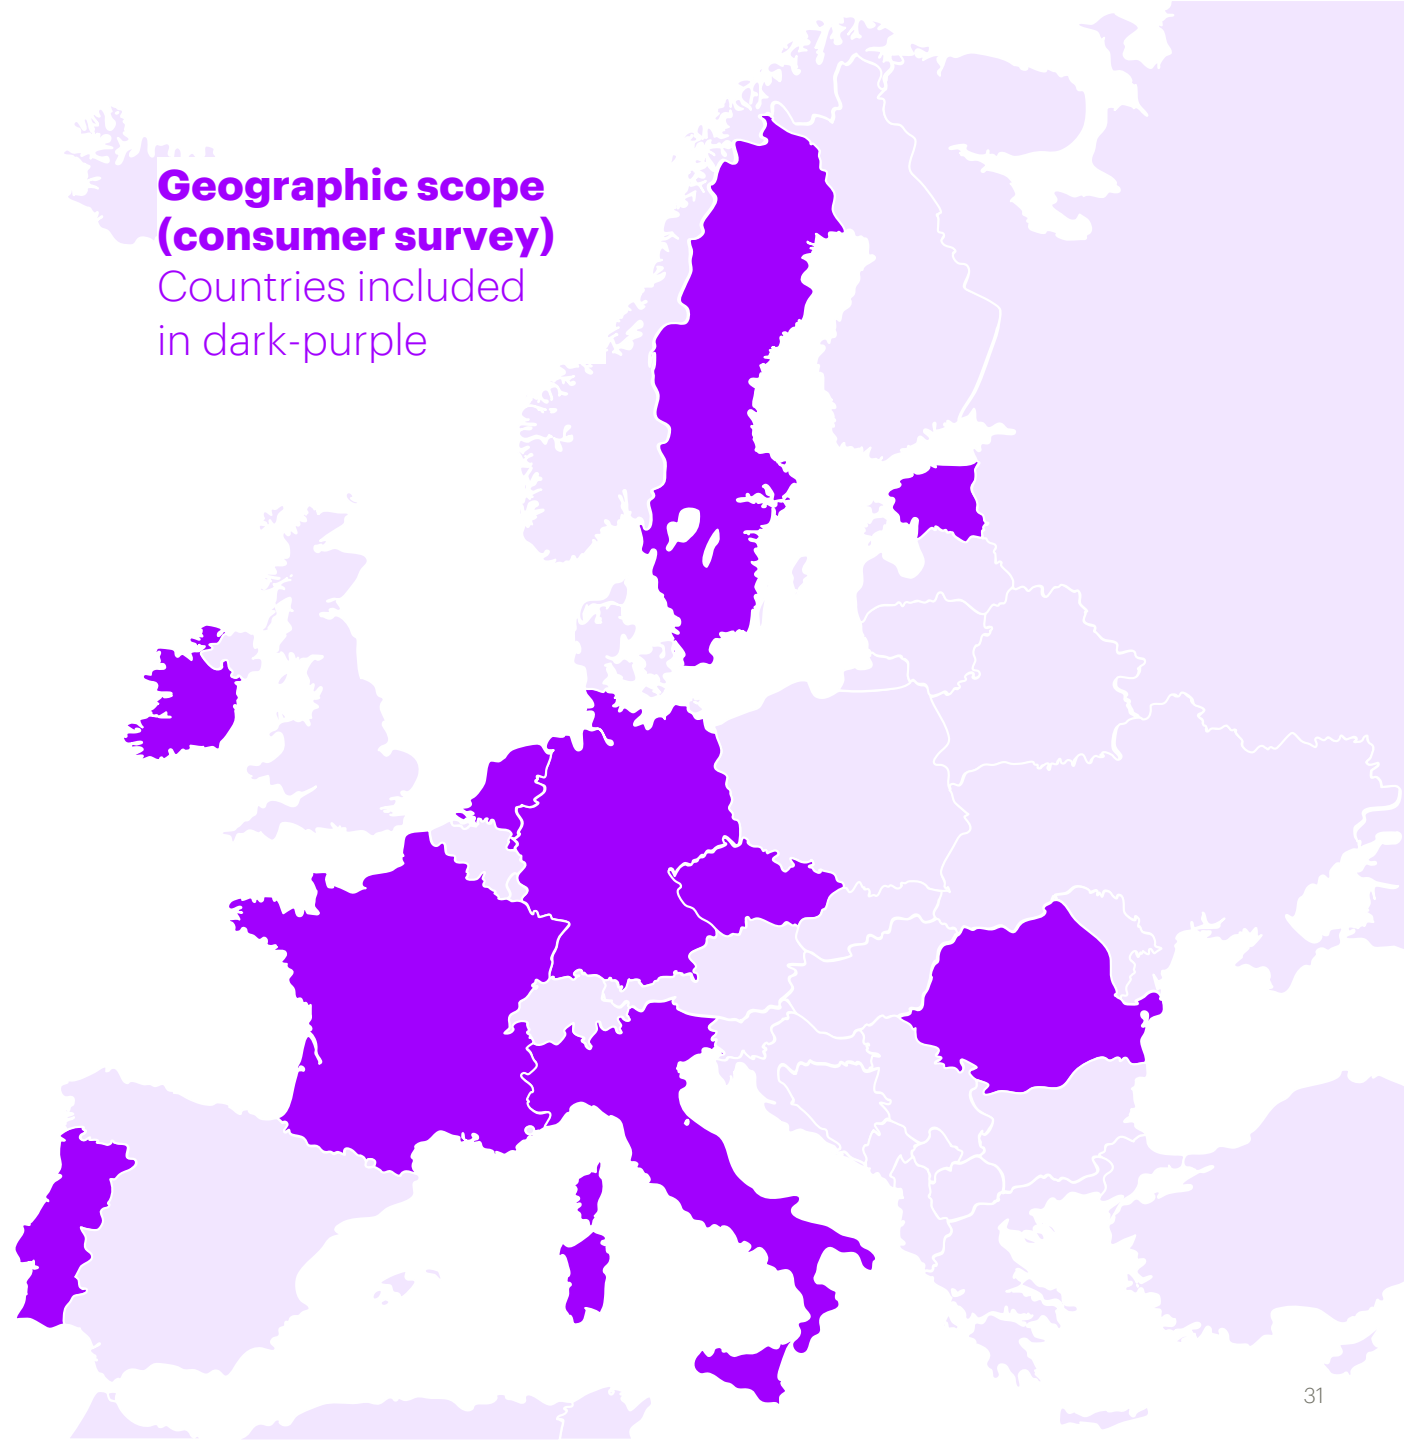 Geographic scope
(consumer survey)
Countries included
in dark-purple
31